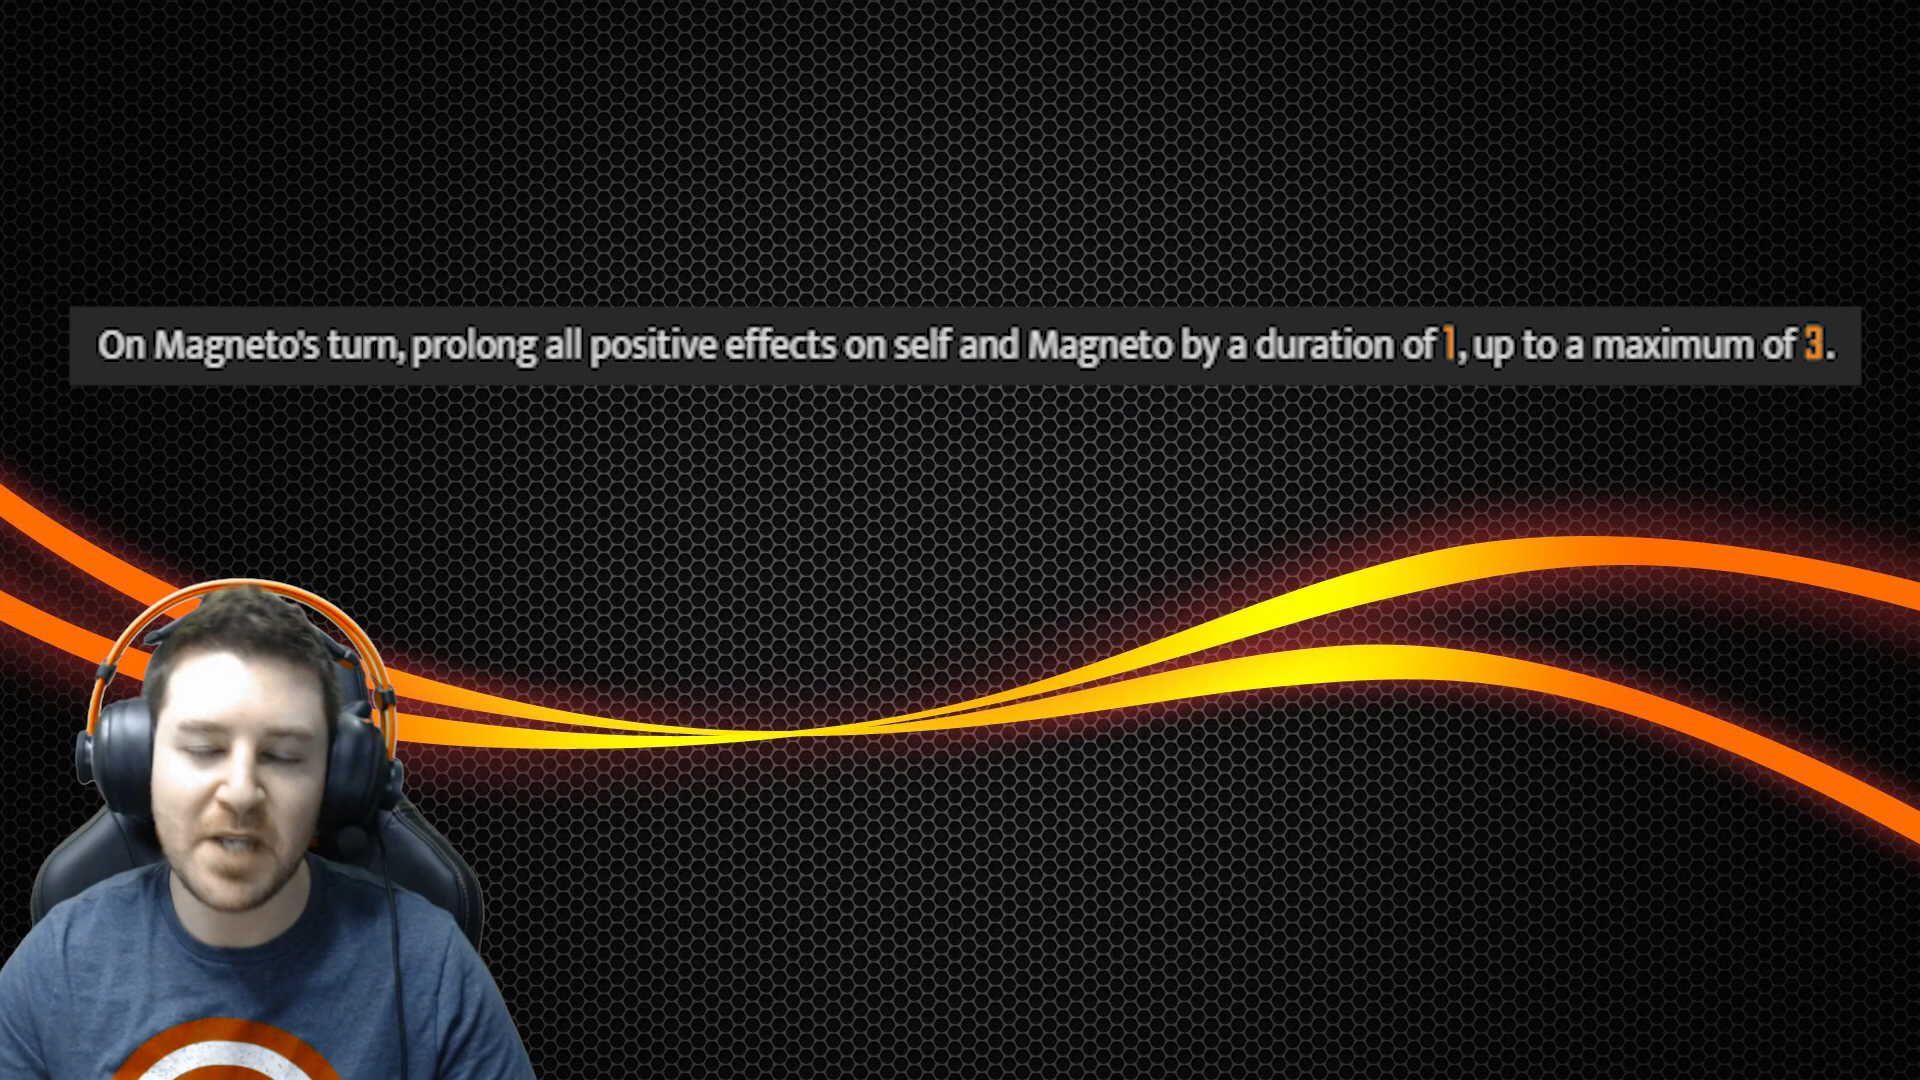 On Magneto's turn, prolong all positive effects on self and Magneto by a duration of 1, up to a maximum of 3.